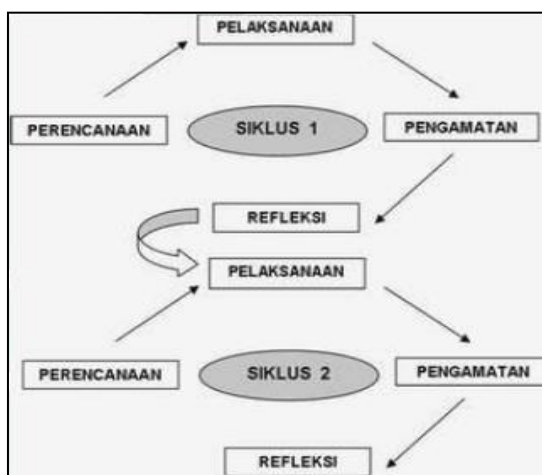 PELAKSANAAN
PERENCANAAN
SIKLUS 1
PENGAMATAN
REFLEKSI
PELAKSANAAN
PERENCANAAN
SIKLUS 2
PENGAMATAN
REFLEKSI